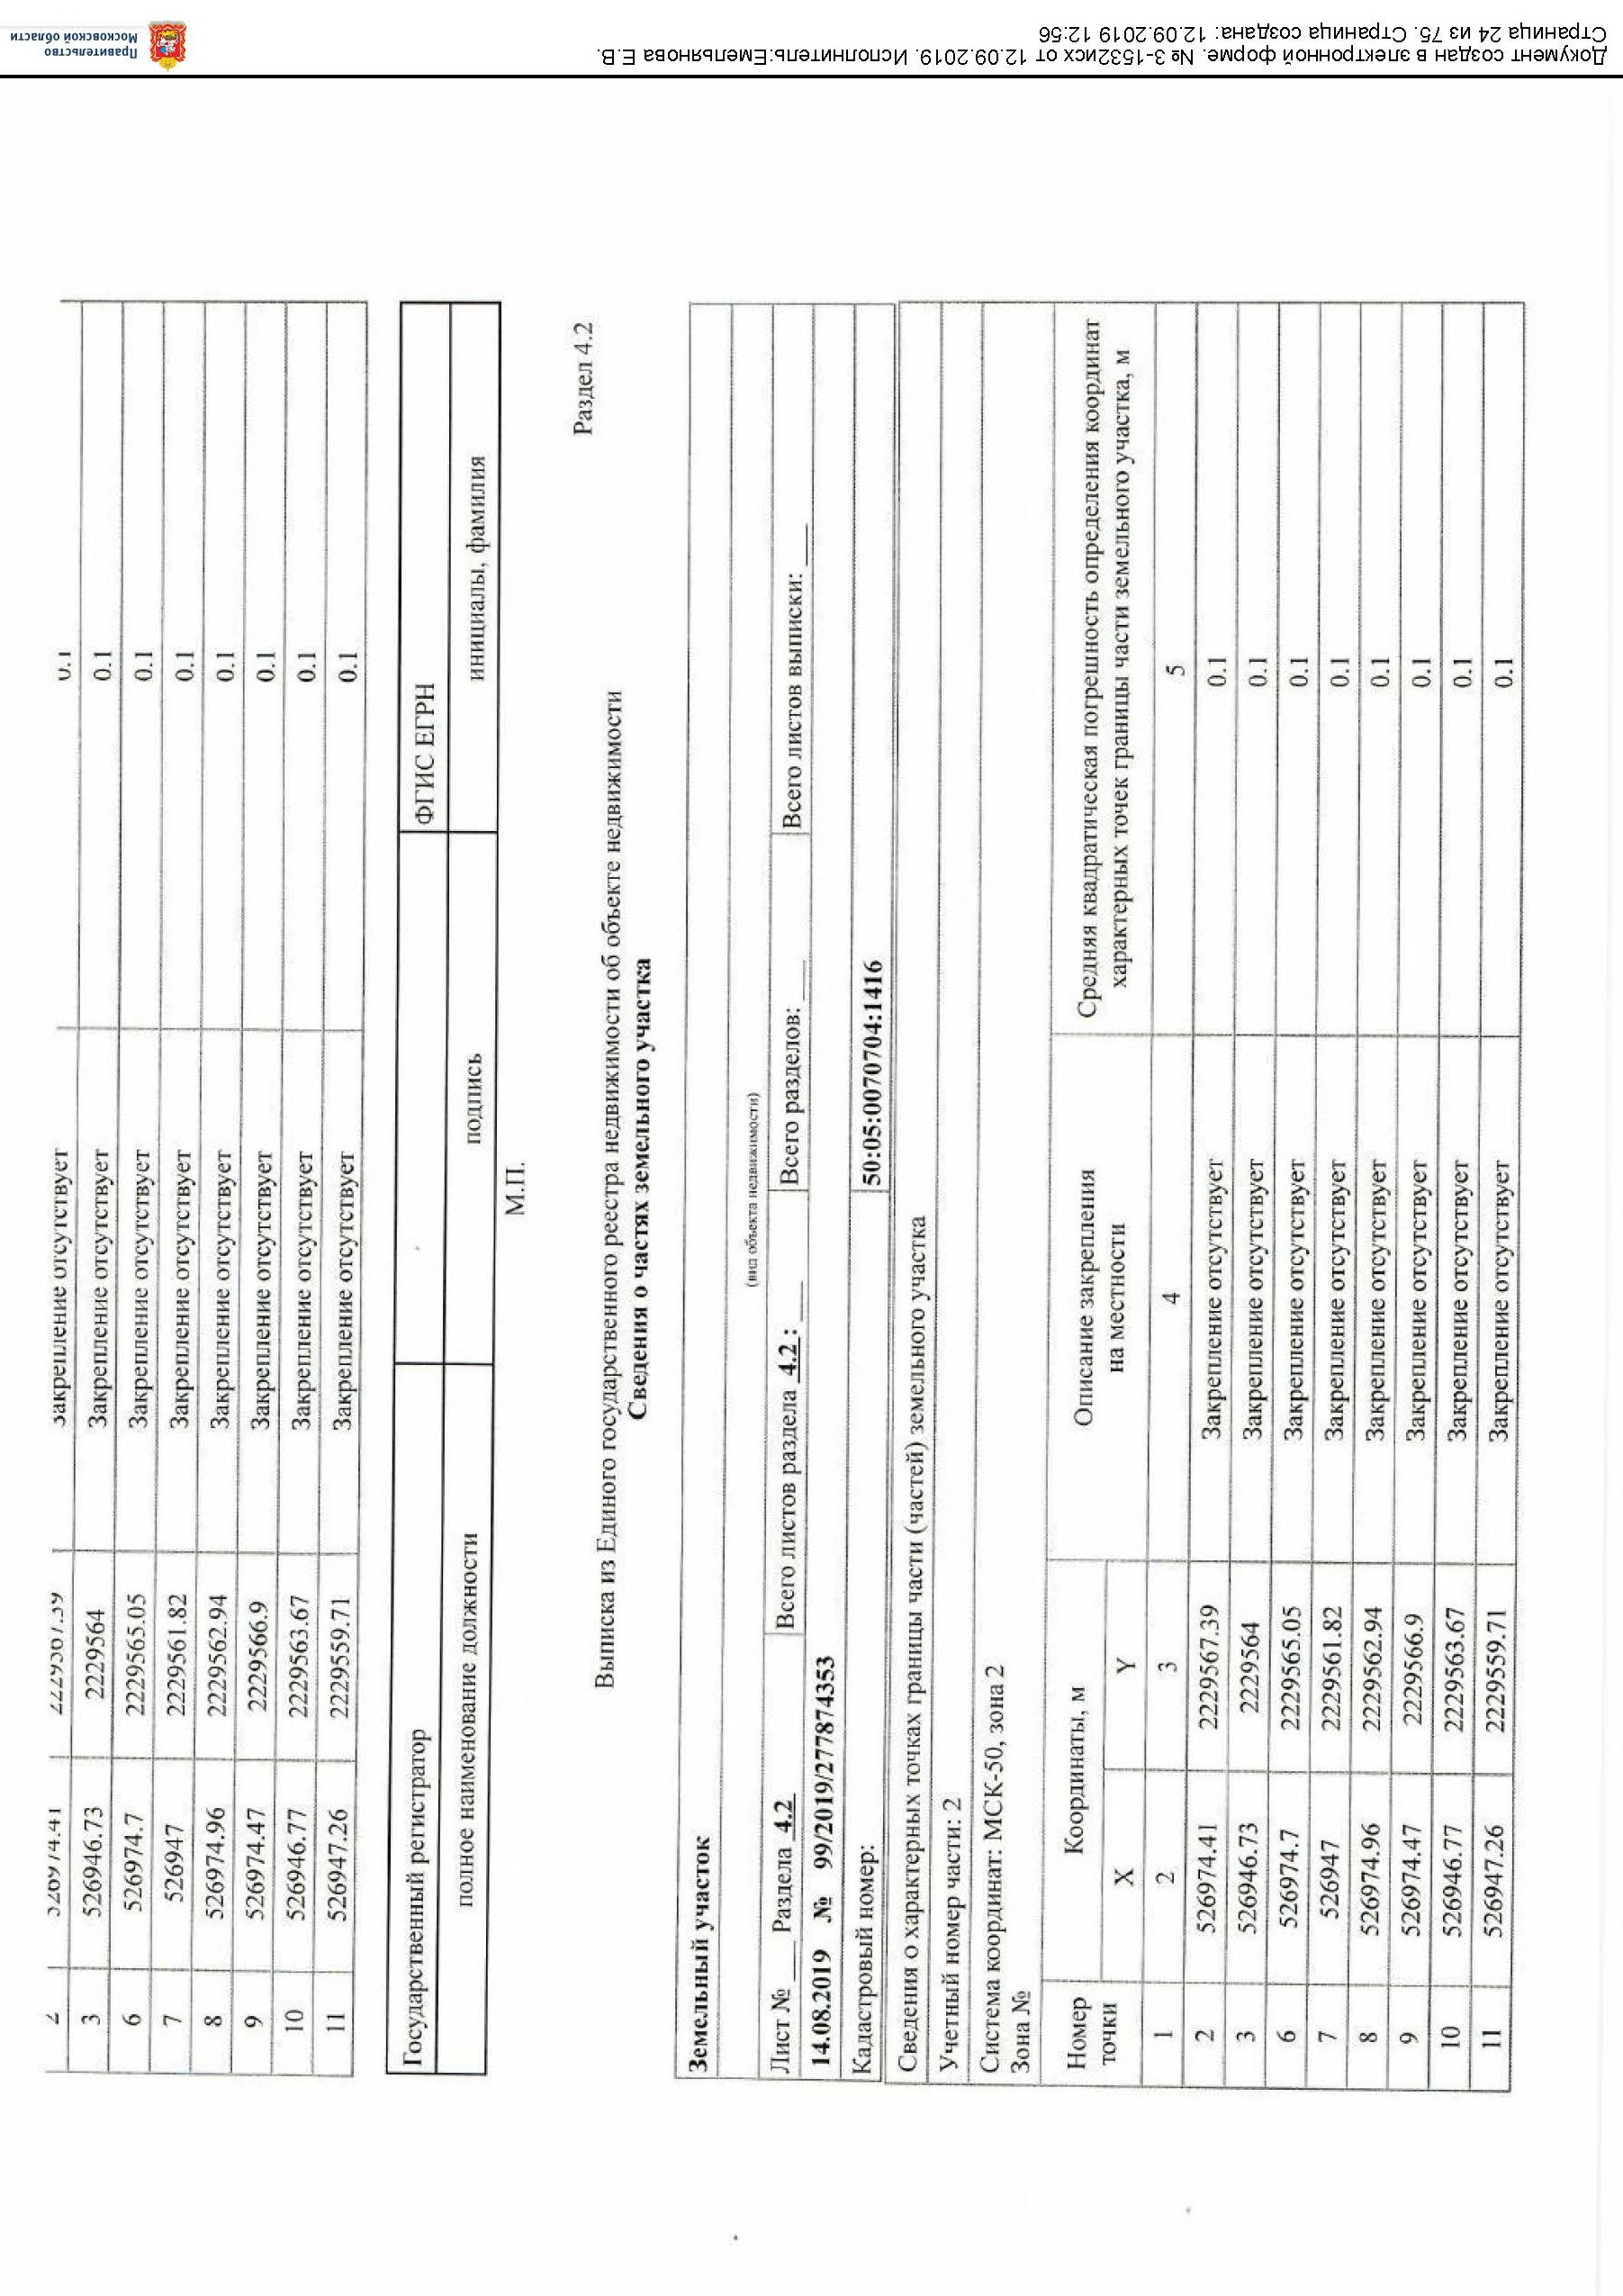 Документ создан в электронной форме. № 3-1532исх от 12.09.2019. Исполнитель:Емельянова Е.В.
Страница 24 из 75. Страница создана: 12.09.2019 12:56
Правительство
Московской области
2 526974.41 2229567.39 Закрепление отсутствует 0.1
3 526946.73 2229564 Закрепление отсутствует 0.1
6 526974.7 2229565.05 Закрепление отсутствует 0.1
7 526947 2229561.82 Закрепление отсутствует 0.1
8 526974.96 2229562.94 Закрепление отсутствует 0.1
9 526974.47 2229566.9 Закрепление отсутствует 0.1
10 526946.77 2229563.67 Закрепление отсутствует 0.1
11 526947.26 2229559.71 Закрепление отсутствует 0.1
Государственный регистратор ФГИС ЕГРН
полное наименование должности подпись инициалы, фамилия
М.П.
Раздел 4.2
Выписка из Единого государственного реестра недвижимости об объекте недвижимости
Сведения о частях земельного участка
Земельный участок
(вид объекта недвижимости)
Лист № ___ Раздела 4.2 Всего листов раздела 4.2 : ___ Всего разделов: ___ Всего листов выписки: ___
14.08.2019 № 99/2019/277874353
Кадастровый номер: 50:05:0070704:1416
Сведения о характерных точках границы части (частей) земельного участка
Учетный номер части: 2
Система координат: МСК-50, зона 2
Зона №
Номер точки Координаты, м Описание закрепления на местности Средняя квадратическая погрешность определения координат характерных точек границы части земельного участка, м
X Y
1 2 3 4 5
2 526974.41 2229567.39 Закрепление отсутствует 0.1
3 526946.73 2229564 Закрепление отсутствует 0.1
6 526974.7 2229565.05 Закрепление отсутствует 0.1
7 526947 2229561.82 Закрепление отсутствует 0.1
8 526974.96 2229562.94 Закрепление отсутствует 0.1
9 526974.47 2229566.9 Закрепление отсутствует 0.1
10 526946.77 2229563.67 Закрепление отсутствует 0.1
11 526947.26 2229559.71 Закрепление отсутствует 0.1